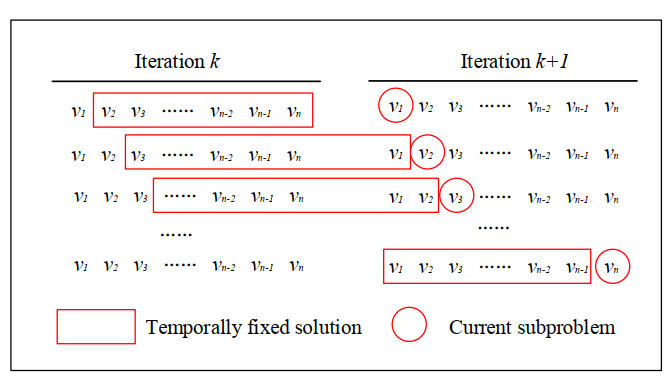 Iteration k Iteration k+1
v1 v2 v3 ······ vn-2 vn-1 vn v1 v2 v3 ······ vn-2 vn-1 vn
v1 v2 v3 ······ vn-2 vn-1 vn v1 v2 v3 ······ vn-2 vn-1 vn
v1 v2 v3 ······ vn-2 vn-1 vn v1 v2 v3 ······ vn-2 vn-1 vn
······ ······
v1 v2 v3 ······ vn-2 vn-1 vn v1 v2 v3 ······ vn-2 vn-1 vn
Temporally fixed solution Current subproblem